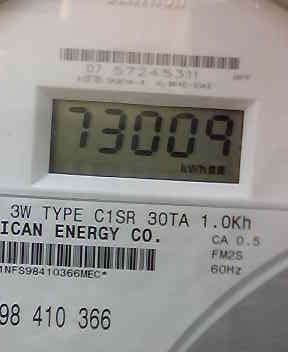 07 57245311
73009
kWh
3W TYPE C1SR 30TA 1.0Kh
ICAN ENERGY CO.
CA 0.5
FM2S
1NFS98410366MEC*
60Hz
98 410 366